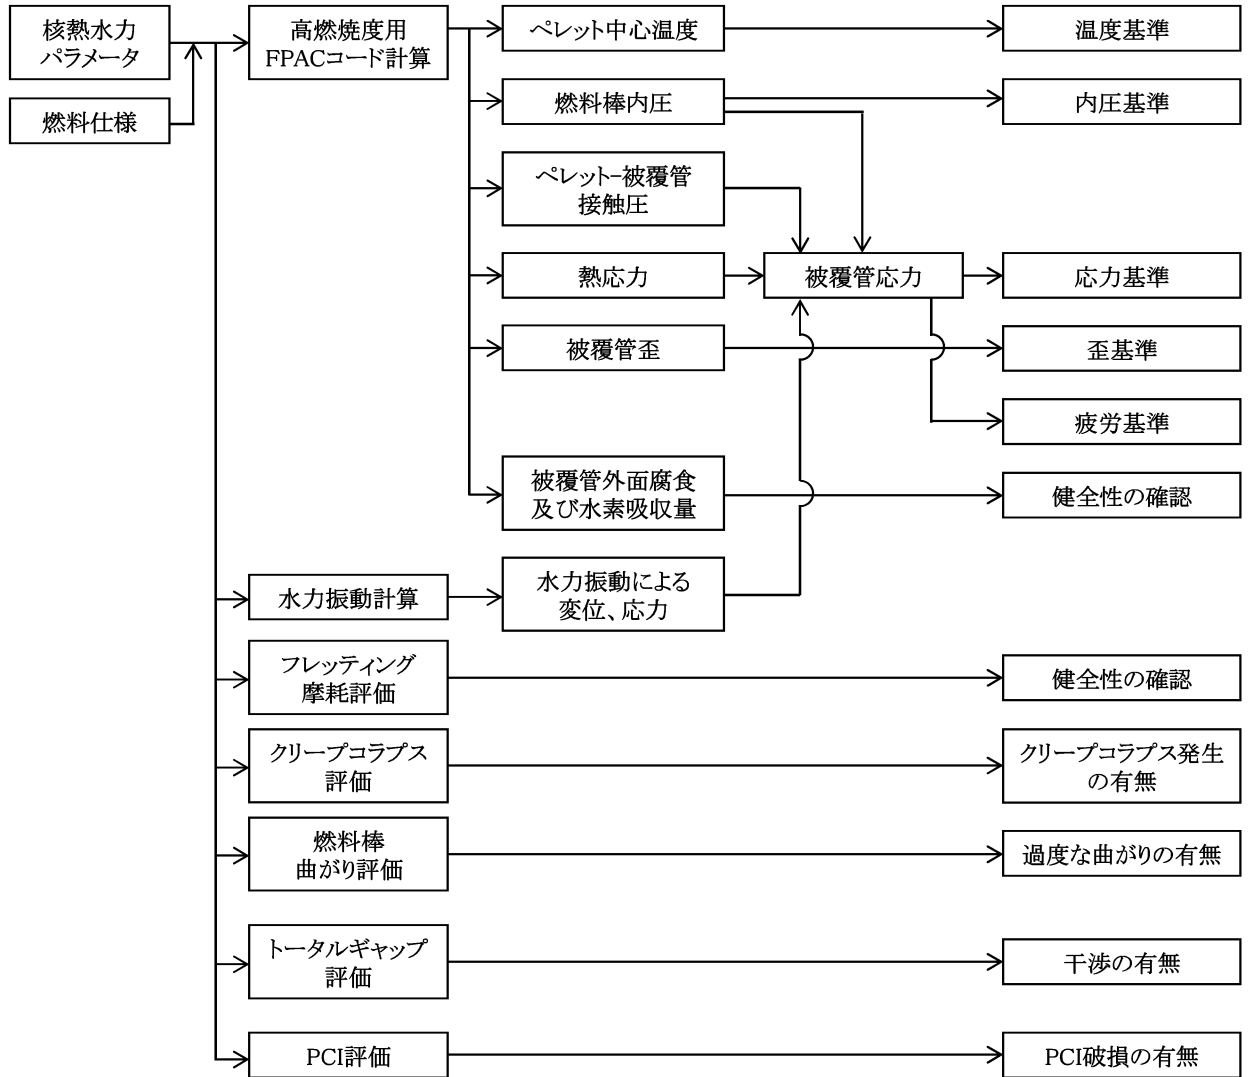 核熱水力
パラメータ
燃料仕様
高燃焼度用
FPACコード計算
ペレット中心温度
温度基準
燃料棒内圧
内圧基準
ペレット−被覆管
接触圧
熱応力
被覆管応力
応力基準
被覆管歪
歪基準
疲労基準
被覆管外面腐食
及び水素吸収量
健全性の確認
水力振動計算
水力振動による
変位、応力
フレッティング
摩耗評価
健全性の確認
クリープコラプス
評価
クリープコラプス発生
の有無
燃料棒
曲がり評価
過度な曲がりの有無
トータルギャップ
評価
干渉の有無
PCI評価
PCI破損の有無